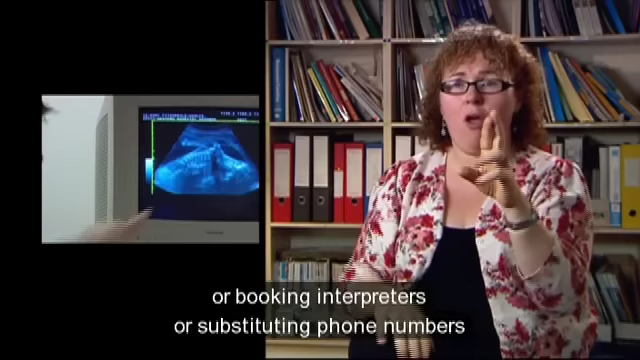 or booking interpreters
or substituting phone numbers